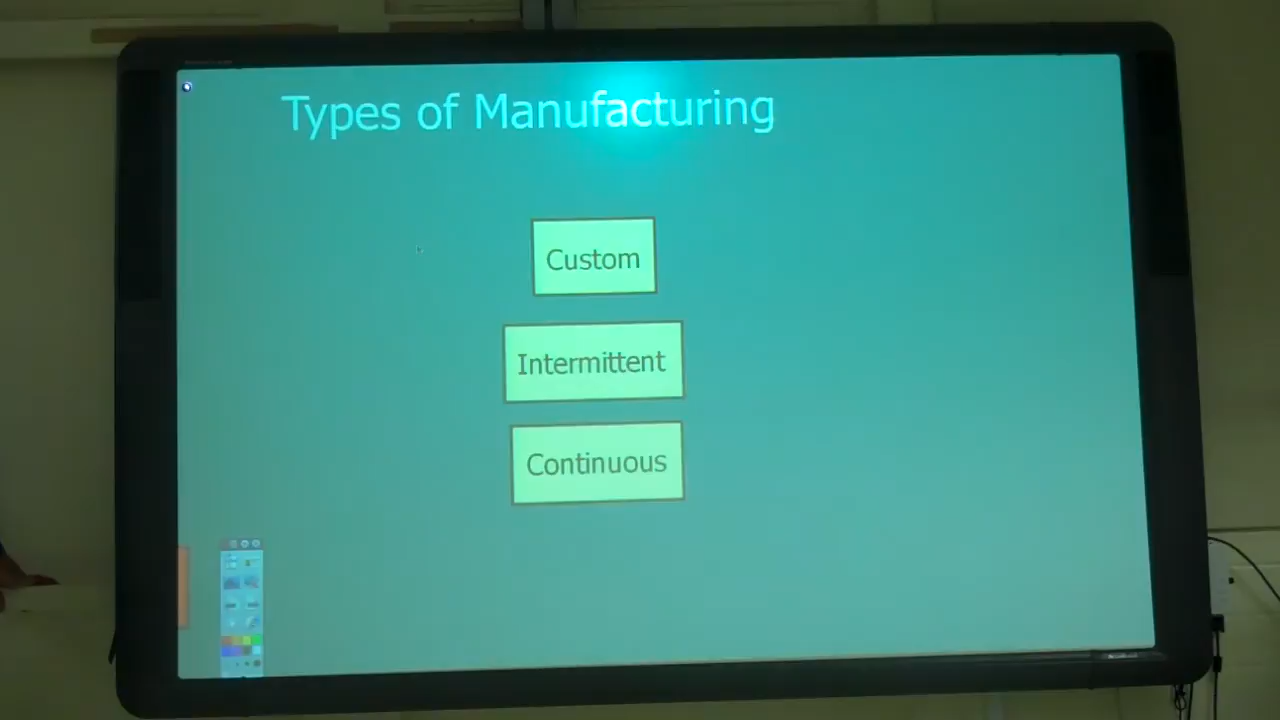 Types of Manufacturing
Custom
Intermittent
Continuous